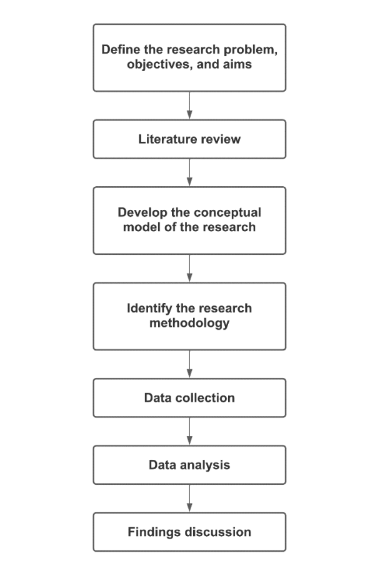 Define the research problem,
objectives, and aims
Literature review
Develop the conceptual
model of the research
Identify the research
methodology
Data collection
Data analysis
Findings discussion